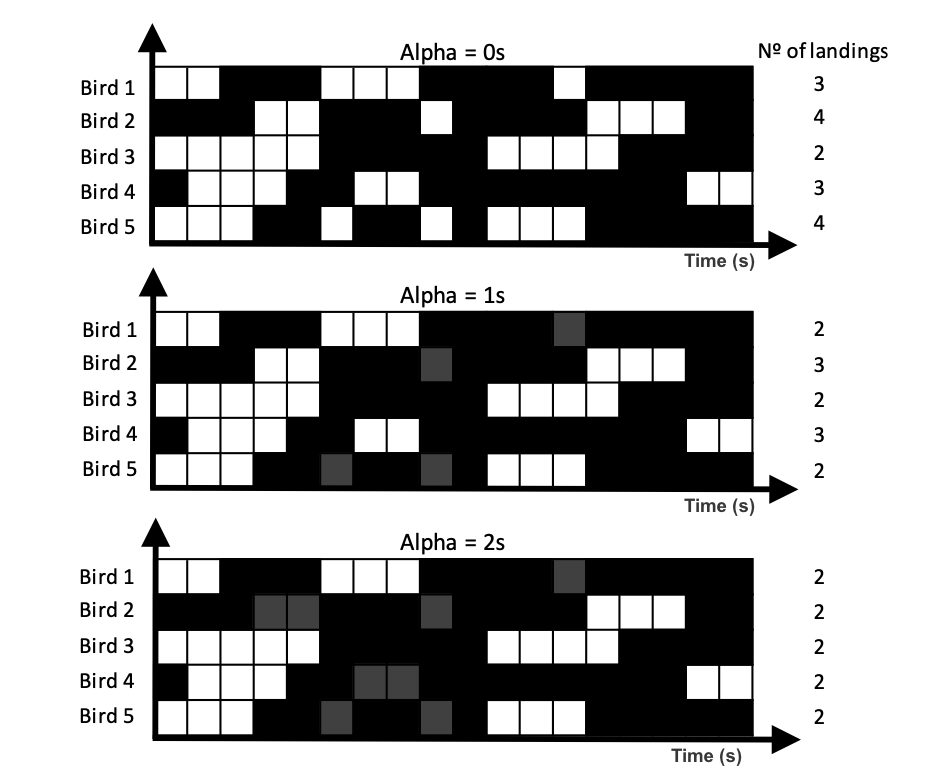 Alpha = 0s
Nº of landings
Bird 1 3
Bird 2 4
Bird 3 2
Bird 4 3
Bird 5 4
Time (s)
Alpha = 1s
Bird 1 2
Bird 2 3
Bird 3 2
Bird 4 3
Bird 5 2
Time (s)
Alpha = 2s
Bird 1 2
Bird 2 2
Bird 3 2
Bird 4 2
Bird 5 2
Time (s)